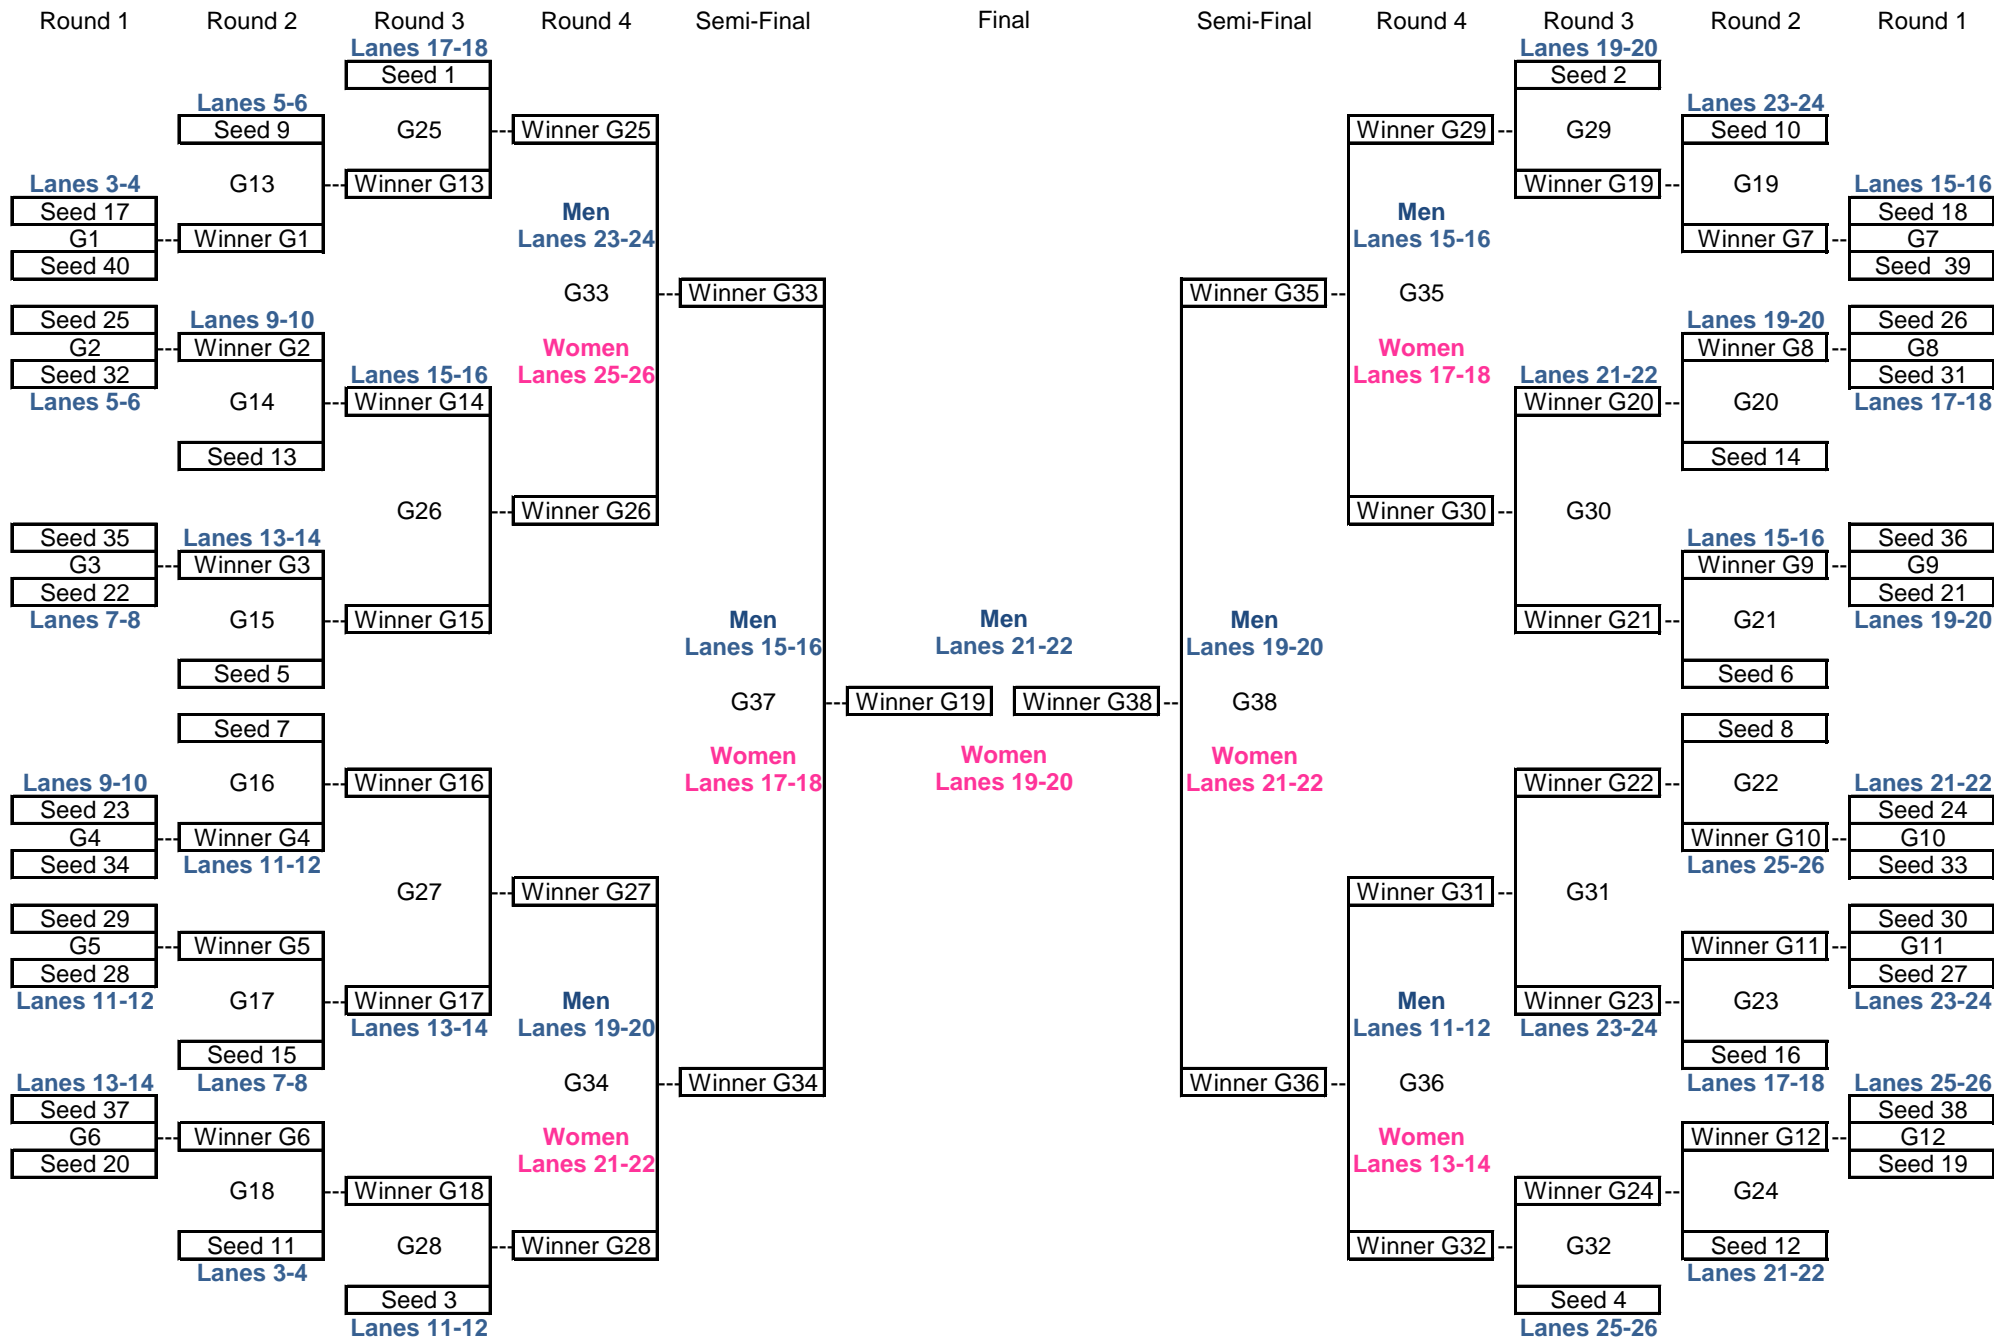 Round 1 Round 2 Round 3 Round 4 Semi-Final Final Semi-Final Round 4 Round 3 Round 2 Round 1
Lanes 17-18 Lanes 19-20
Seed 1 Seed 2
Lanes 5-6 Lanes 23-24
Seed 9 G25 Winner G25 Winner G29 G29 Seed 10
Lanes 3-4 G13 Winner G13 Winner G19 G19 Lanes 15-16
Seed 17 Men Men Seed 18
G1 Winner G1 Lanes 23-24 Lanes 15-16 Winner G7 G7
Seed 40 Seed 39
G33 Winner G33 Winner G35 G35
Seed 25 Lanes 9-10 Lanes 19-20 Seed 26
G2 Winner G2 Women Women Winner G8 G8
Seed 32 Lanes 15-16 Lanes 25-26 Lanes 17-18 Lanes 21-22 Seed 31
Lanes 5-6 G14 Winner G14 Winner G20 G20 Lanes 17-18
Seed 13 Seed 14
G26 Winner G26 Winner G30 G30
Seed 35 Lanes 13-14 Lanes 15-16 Seed 36
G3 Winner G3 Winner G9 G9
Seed 22 Seed 21
Lanes 7-8 G15 Winner G15 Men Men Men Winner G21 G21 Lanes 19-20
Lanes 15-16 Lanes 21-22 Lanes 19-20
Seed 5 Seed 6
G37 Winner G19 Winner G38 G38
Seed 7 Seed 8
Women Women Women
Lanes 9-10 G16 Winner G16 Lanes 17-18 Lanes 19-20 Lanes 21-22 Winner G22 G22 Lanes 21-22
Seed 23 Seed 24
G4 Winner G4 Winner G10 G10
Seed 34 Lanes 11-12 Lanes 25-26 Seed 33
G27 Winner G27 Winner G31 G31
Seed 29 Seed 30
G5 Winner G5 Winner G11 G11
Seed 28 Seed 27
Lanes 11-12 G17 Winner G17 Men Men Winner G23 G23 Lanes 23-24
Lanes 13-14 Lanes 19-20 Lanes 11-12 Lanes 23-24
Seed 15 Seed 16
Lanes 13-14 Lanes 7-8 G34 Winner G34 Winner G36 G36 Lanes 17-18 Lanes 25-26
Seed 37 Seed 38
G6 Winner G6 Women Women Winner G12 G12
Seed 20 Lanes 21-22 Lanes 13-14 Seed 19
G18 Winner G18 Winner G24 G24
Seed 11 G28 Winner G28 Winner G32 G32 Seed 12
Lanes 3-4 Lanes 21-22
Seed 3 Seed 4
Lanes 11-12 Lanes 25-26